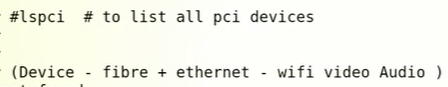 #lspci  # to list all pci devices
(Device - fibre + ethernet - wifi video Audio )